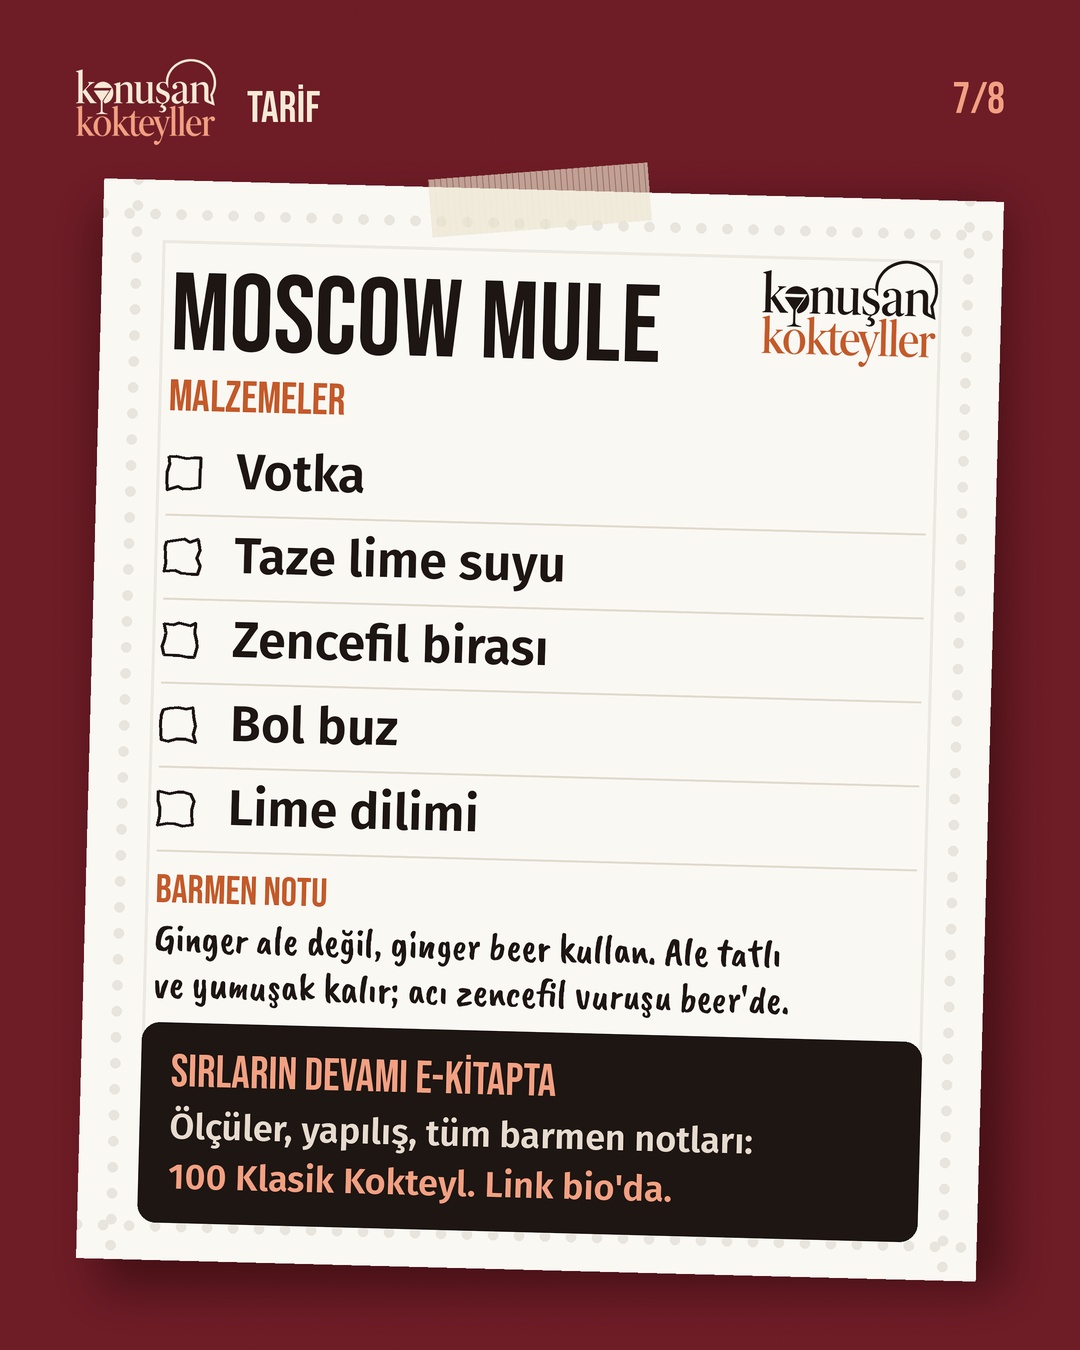 konuşan
kokteyller
TARİF
7/8
MOSCOW MULE
konuşan
kokteyller
MALZEMELER
Votka
Taze lime suyu
Zencefil birası
Bol buz
Lime dilimi
BARMEN NOTU
Ginger ale değil, ginger beer kullan. Ale tatlı
ve yumuşak kalır; acı zencefil vuruşu beer'de.
SIRLARIN DEVAMI E-KİTAPTA
Ölçüler, yapılış, tüm barmen notları:
100 Klasik Kokteyl. Link bio'da.